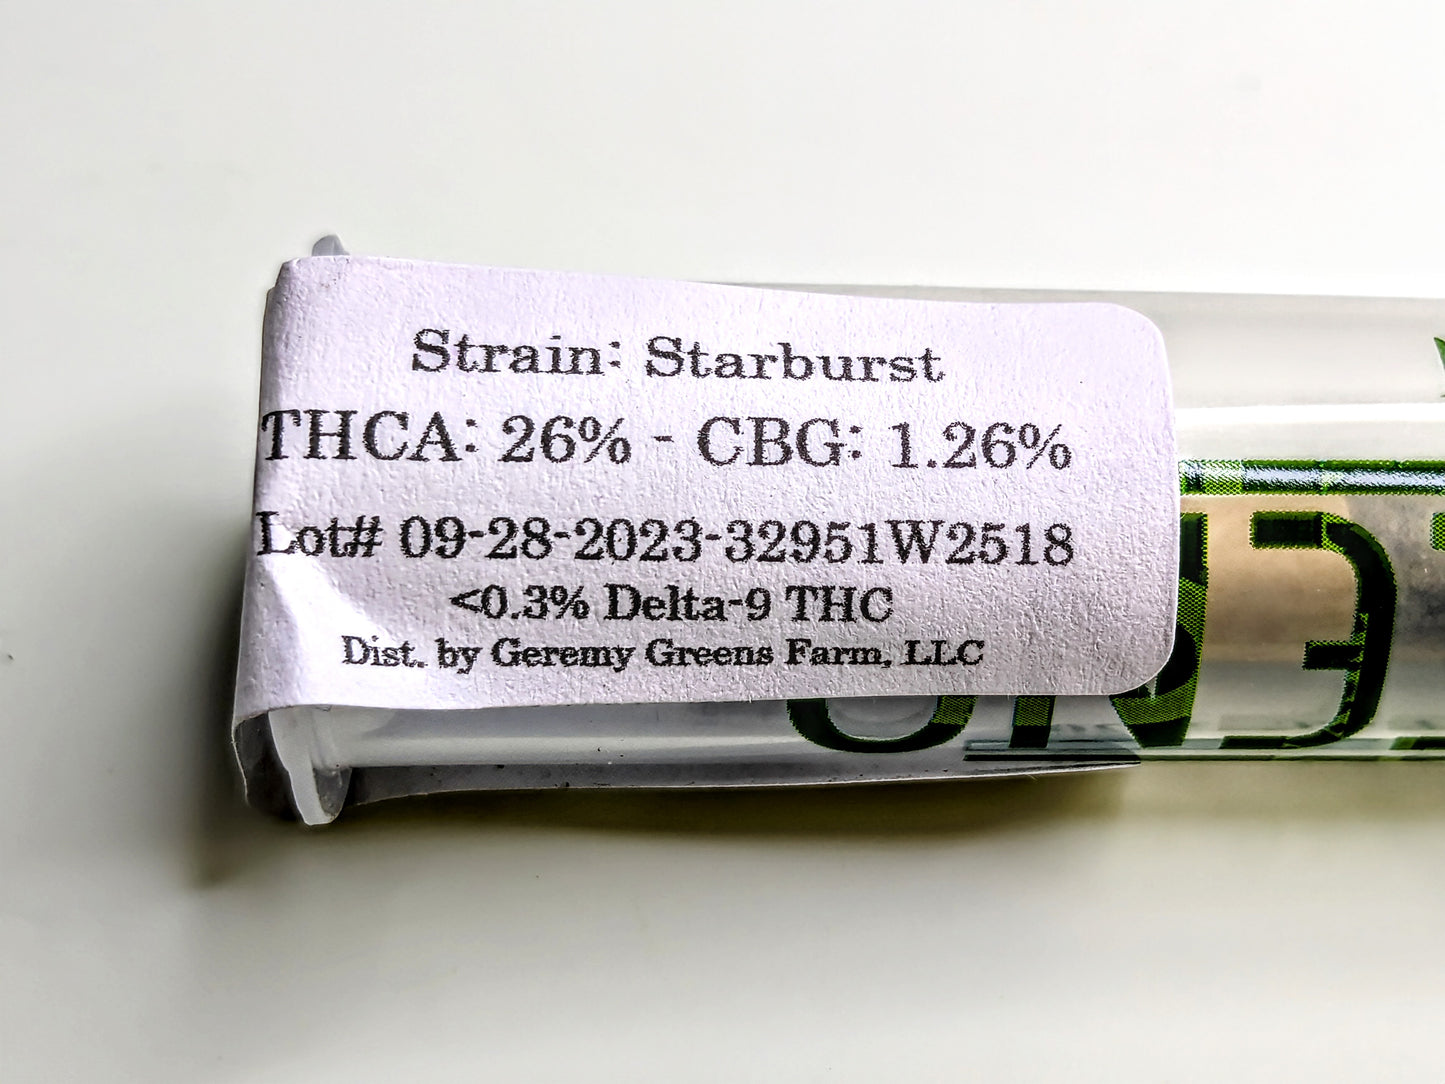 Strain: Starburst
THCA: 26% - CBG: 1.26%
Lot# 09-28-2023-32951W2518
<0.3% Delta-9 THC
Dist. by Geremy Greens Farm, LLC